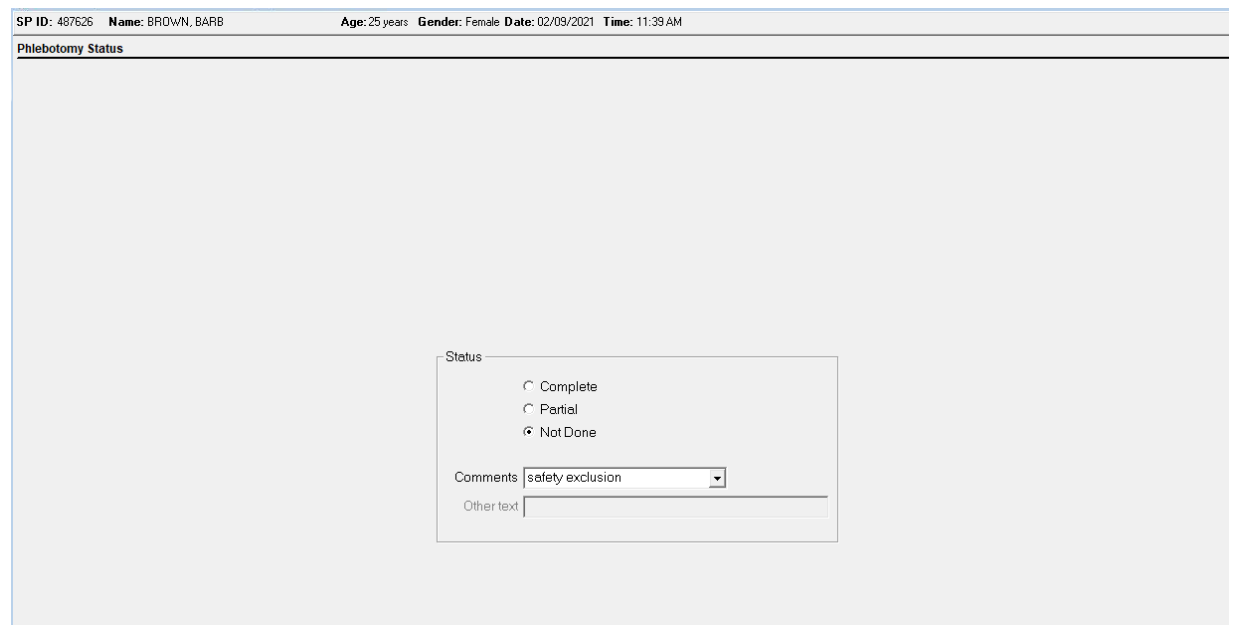 SP ID: 487626 Name: BROWN, BARB Age: 25 years Gender: Female Date: 02/09/2021 Time: 11:39 AM
Phlebotomy Status
Status
Complete
Partial
Not Done
Comments safety exclusion
Other text